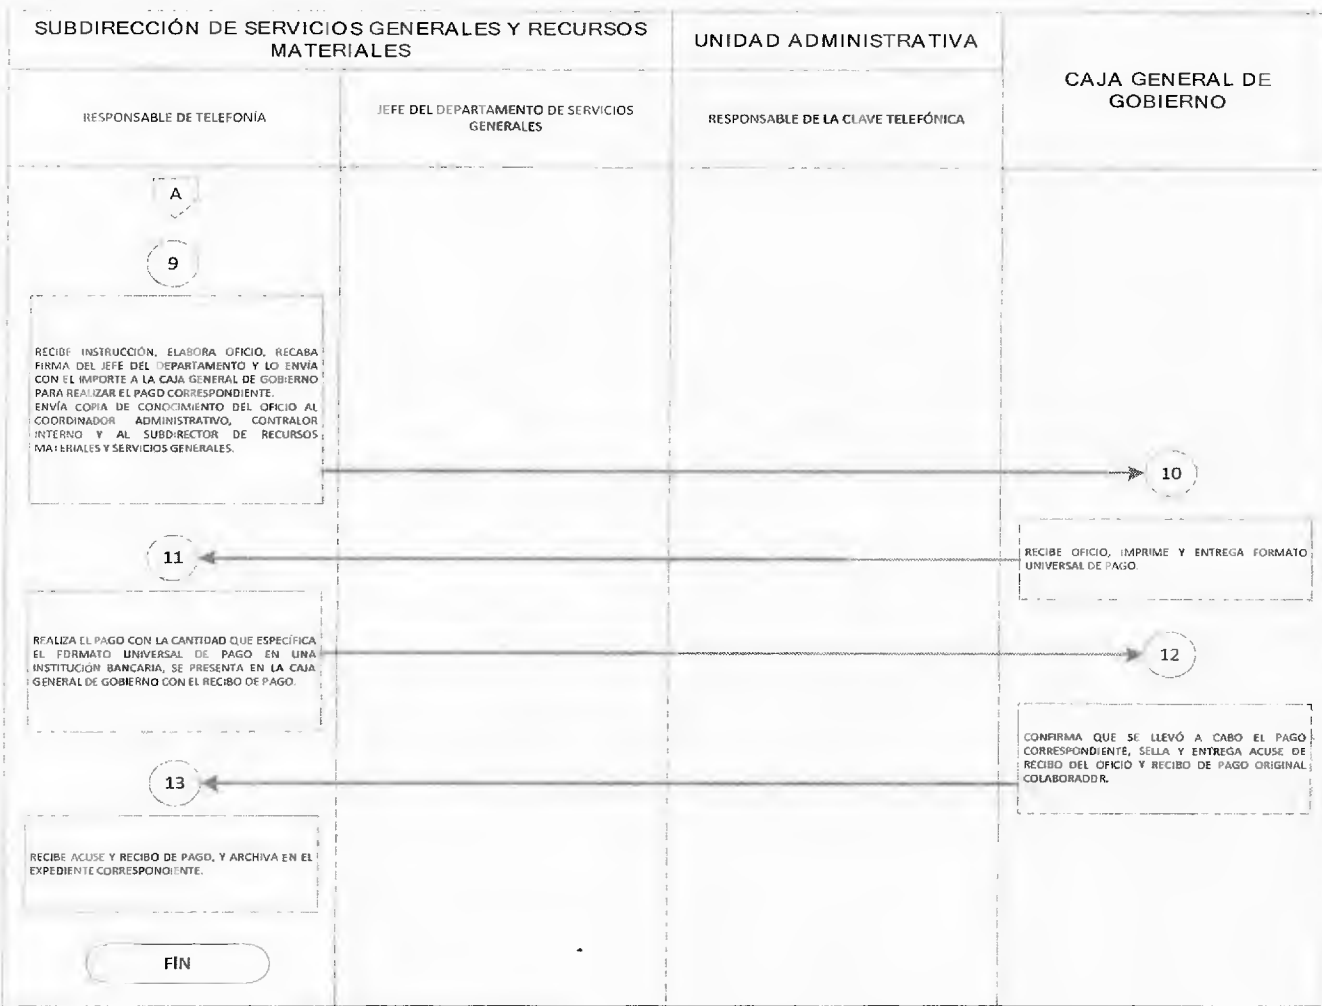 SUBDIRECCIÓN DE SERVICIOS GENERALES Y RECURSOS
MATERIALES
UNIDAD ADMINISTRATIVA
CAJA GENERAL DE
GOBIERNO
RESPONSABLE DE TELEFONÍA
JEFE DEL DEPARTAMENTO DE SERVICIOS
GENERALES
RESPONSABLE DE LA CLAVE TELEFÓNICA
A
9
RECIBE INSTRUCCIÓN, ELABORA OFICIO, RECABA
FIRMA DEL JEFE DEL DEPARTAMENTO Y LO ENVÍA
CON EL IMPORTE A LA CAJA GENERAL DE GOBIERNO
PARA REALIZAR EL PAGO CORRESPONDIENTE.
ENVÍA COPIA DE CONOCIMIENTO DEL OFICIO AL
COORDINADOR ADMINISTRATIVO, CONTRALOR
INTERNO Y AL SUBDIRECTOR DE RECURSOS
MATERIALES Y SERVICIOS GENERALES.
10
RECIBE OFICIO, IMPRIME Y ENTREGA FORMATO
UNIVERSAL DE PAGO.
11
REALIZA EL PAGO CON LA CANTIDAD QUE ESPECÍFICA
EL FORMATO UNIVERSAL DE PAGO EN UNA
INSTITUCIÓN BANCARIA, SE PRESENTA EN LA CAJA
GENERAL DE GOBIERNO CON EL RECIBO DE PAGO.
12
CONFIRMA QUE SE LLEVÓ A CABO EL PAGO
CORRESPONDIENTE, SELLA Y ENTREGA ACUSE DE
RECIBO DEL OFICIO Y RECIBO DE PAGO ORIGINAL
COLABORADOR.
13
RECIBE ACUSE Y RECIBO DE PAGO, Y ARCHIVA EN EL
EXPEDIENTE CORRESPONDIENTE.
FIN